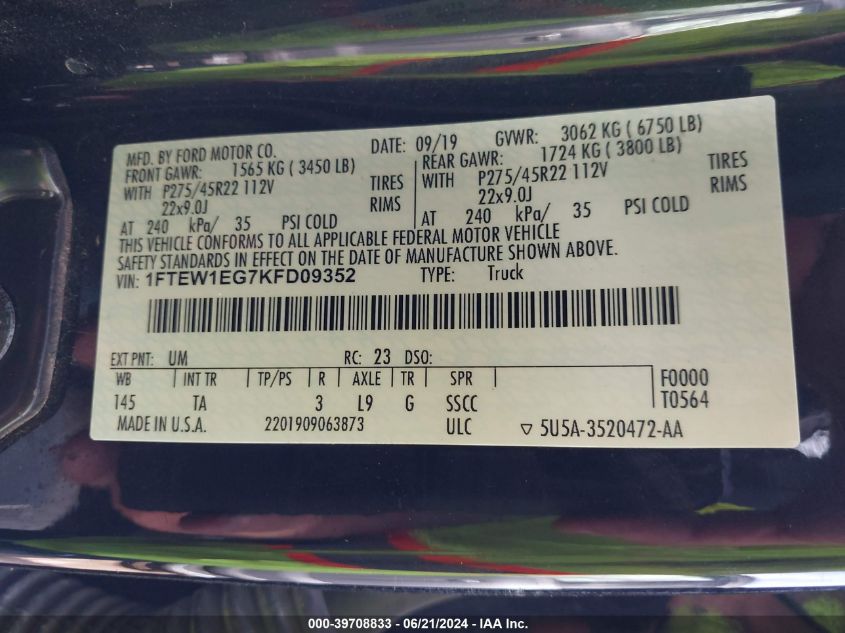 MFD. BY FORD MOTOR CO. DATE: 09/19 GVWR: 3062 KG ( 6750 LB)
FRONT GAWR: 1565 KG ( 3450 LB) REAR GAWR: 1724 KG ( 3800 LB)
WITH P275/45R22 112V TIRES WITH P275/45R22 112V TIRES
22x9.0J RIMS 22x9.0J RIMS
AT 240 kPa/ 35 PSI COLD AT 240 kPa/ 35 PSI COLD
THIS VEHICLE CONFORMS TO ALL APPLICABLE FEDERAL MOTOR VEHICLE
SAFETY STANDARDS IN EFFECT ON THE DATE OF MANUFACTURE SHOWN ABOVE.
VIN: 1FTEW1EG7KFD09352 TYPE: Truck
EXT PNT: UM RC: 23 DSO:
WB INT TR TP/PS R AXLE TR SPR F0000
145 TA 3 L9 G SSCC T0564
MADE IN U.S.A. 2201909063873 ULC ▽ 5U5A-3520472-AA
000-39708833 - 06/21/2024 - IAA Inc.